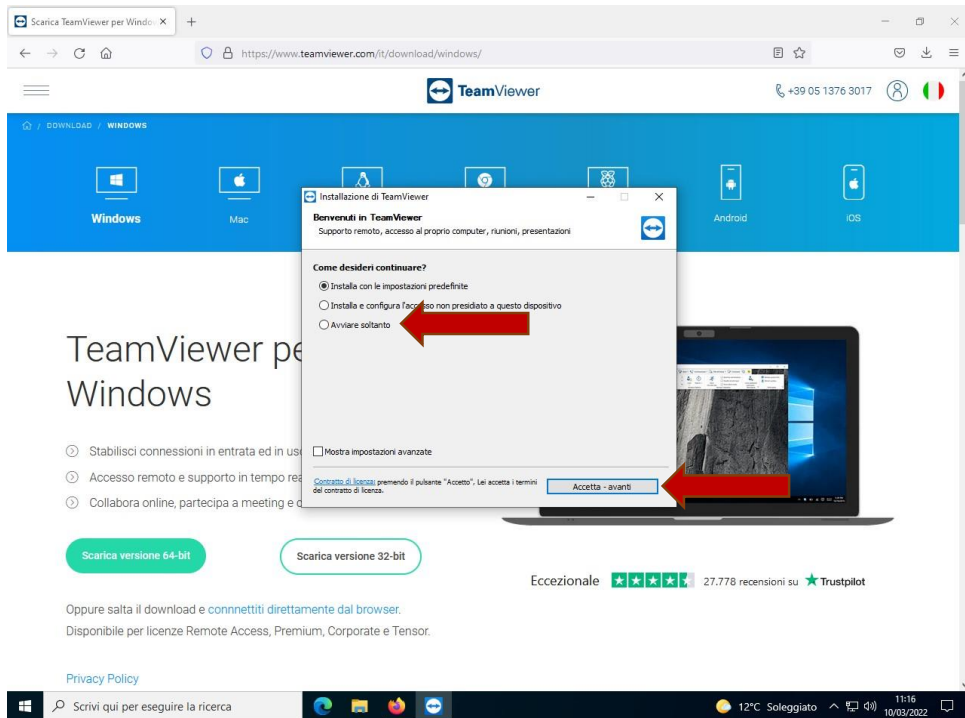 Scarica TeamViewer per Windo
https://www.teamviewer.com/it/download/windows/
TeamViewer
+39 05 1376 3017
/ DOWNLOAD / WINDOWS
Windows
Mac
Android
iOS
Installazione di TeamViewer
Benvenuti in TeamViewer
Supporto remoto, accesso al proprio computer, riunioni, presentazioni
Come desideri continuare?
Installa con le impostazioni predefinite
Installa e configura l'accesso non presidiato a questo dispositivo
Avviare soltanto
Mostra impostazioni avanzate
Contratto di licenza: premendo il pulsante "Accetto", Lei accetta i termini
del contratto di licenza.
Accetta - avanti
TeamViewer pe
Windows
Stabilisci connessioni in entrata ed in us
Accesso remoto e supporto in tempo rea
Collabora online, partecipa a meeting e c
Scarica versione 64-bit
Scarica versione 32-bit
Eccezionale
27.778 recensioni su Trustpilot
Oppure salta il download e connnettiti direttamente dal browser.
Disponibile per licenze Remote Access, Premium, Corporate e Tensor.
Privacy Policy
Scrivi qui per eseguire la ricerca
12°C Soleggiato
11:16
10/03/2022